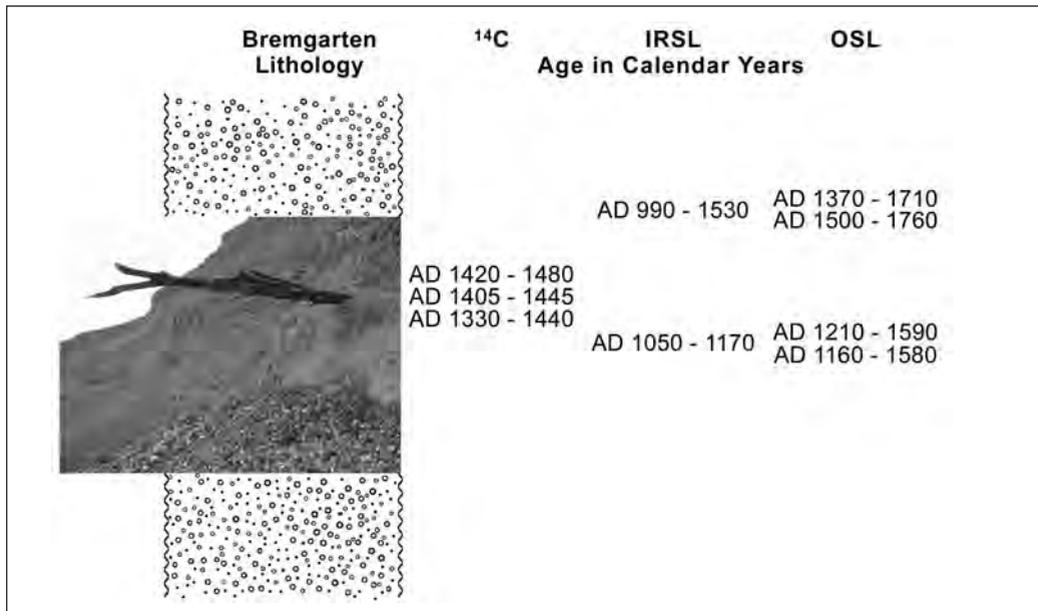 Bremgarten Lithology
¹⁴C
IRSL
OSL
Age in Calendar Years
AD 990 - 1530
AD 1370 - 1710
AD 1500 - 1760
AD 1420 - 1480
AD 1405 - 1445
AD 1330 - 1440
AD 1050 - 1170
AD 1210 - 1590
AD 1160 - 1580